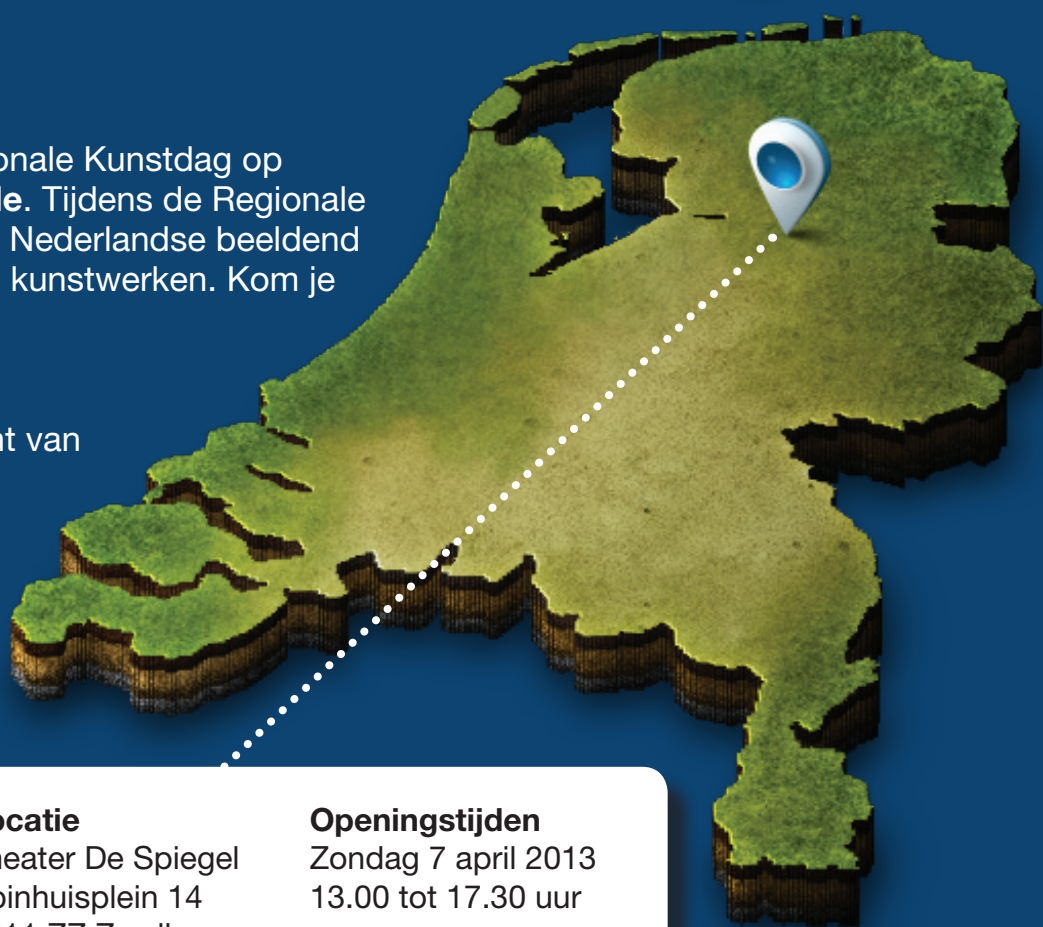 onale Kunstdag op
le. Tijdens de Regionale
Nederlandse beeldend
kunstwerken. Kom je
nt van
ocatie
heater De Spiegel
pinhuisplein 14
Openingstijden
Zondag 7 april 2013
13.00 tot 17.30 uur